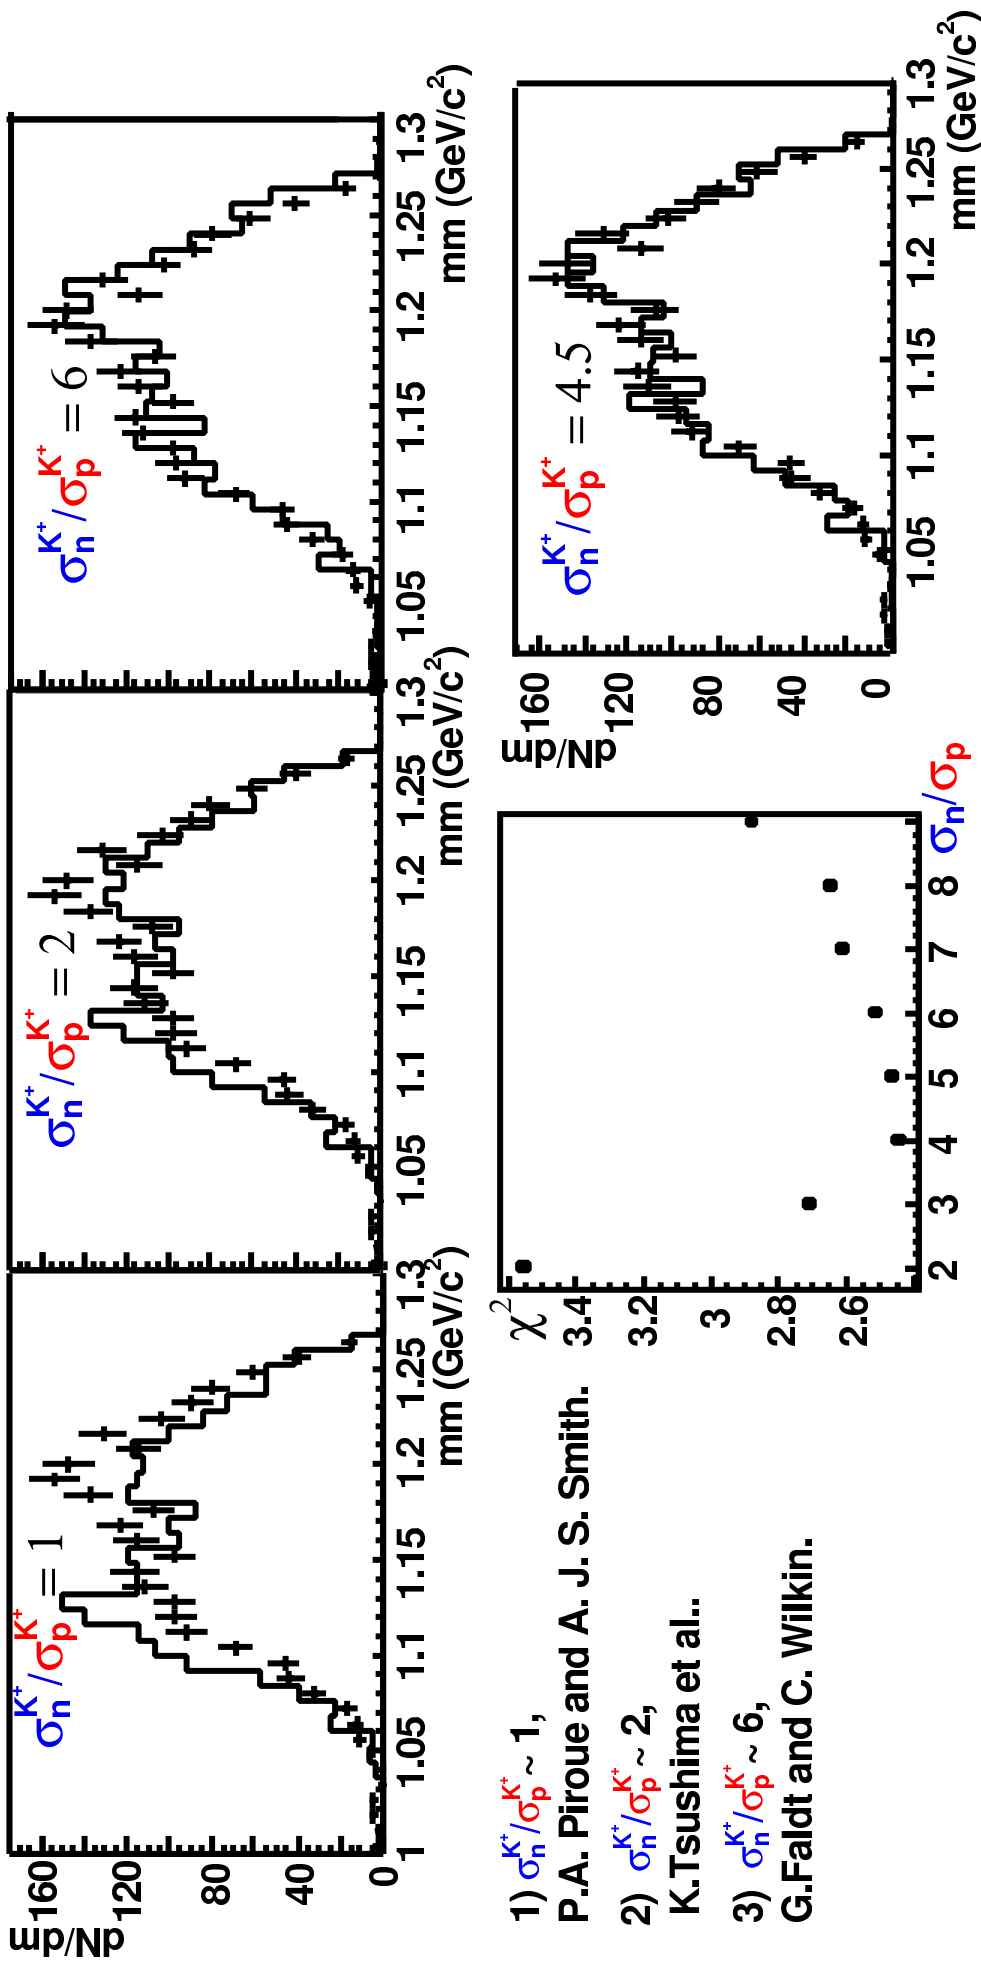 dN/dm
160
120
80
40
0
σn^K+/σp^K+ = 1
1
1.05
1.1
1.15
1.2
1.25
1.3
mm (GeV/c²)
σn^K+/σp^K+ = 2
1.05
1.1
1.15
1.2
1.25
1.3
mm (GeV/c²)
σn^K+/σp^K+ = 6
1.05
1.1
1.15
1.2
1.25
1.3
mm (GeV/c²)
1) σn^K+/σp^K+ ~ 1,
P.A. Piroue and A. J. S. Smith.
2) σn^K+/σp^K+ ~ 2,
K.Tsushima et al..
3) σn^K+/σp^K+ ~ 6,
G.Faldt and C. Wilkin.
χ²
3.4
3.2
3
2.8
2.6
2
3
4
5
6
7
8
σn/σp
dN/dm
160
120
80
40
0
σn^K+/σp^K+ = 4.5
1.05
1.1
1.15
1.2
1.25
1.3
mm (GeV/c²)